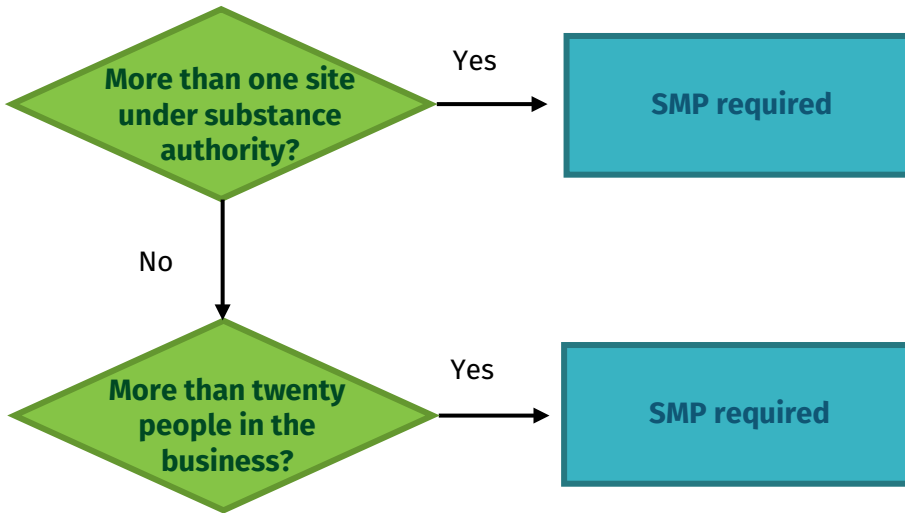 More than one site
under substance
authority?
Yes
SMP required
No
More than twenty
people in the
business?
Yes
SMP required